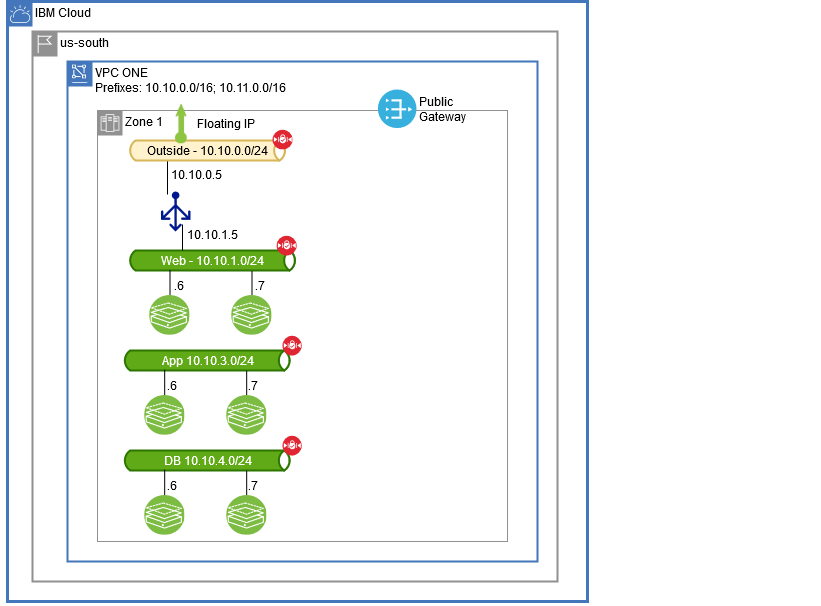 IBM Cloud
us-south
VPC ONE
Prefixes: 10.10.0.0/16; 10.11.0.0/16
Public
Gateway
Zone 1
Floating IP
Outside - 10.10.0.0/24
10.10.0.5
10.10.1.5
Web - 10.10.1.0/24
.6
.7
App 10.10.3.0/24
.6
.7
DB 10.10.4.0/24
.6
.7